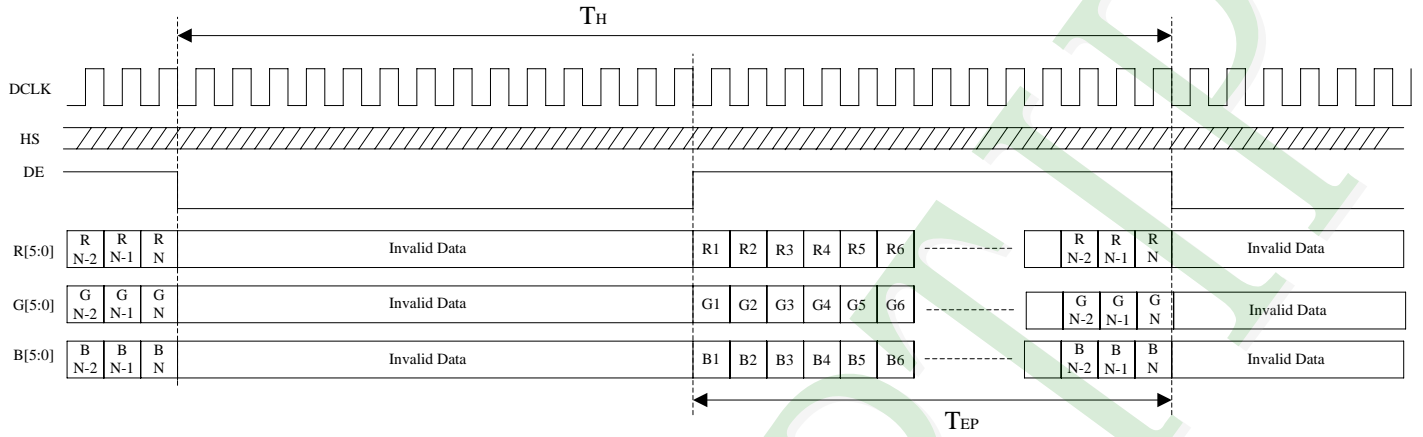 TH
DCLK
HS
DE
R[5:0] R N-2 R N-1 R N Invalid Data R1 R2 R3 R4 R5 R6 R N-2 R N-1 R N Invalid Data
G[5:0] G N-2 G N-1 G N Invalid Data G1 G2 G3 G4 G5 G6 G N-2 G N-1 G N Invalid Data
B[5:0] B N-2 B N-1 B N Invalid Data B1 B2 B3 B4 B5 B6 B N-2 B N-1 B N Invalid Data
TEP